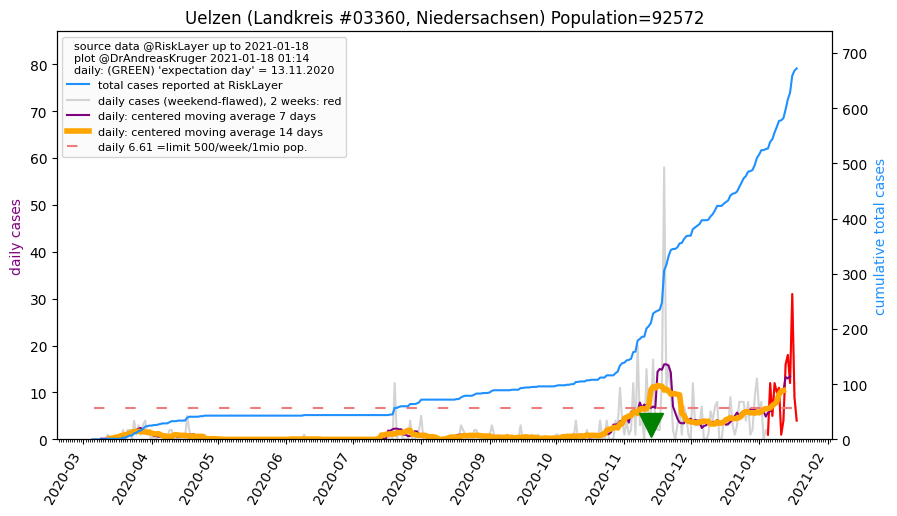 Uelzen (Landkreis #03360, Niedersachsen) Population=92572
source data @RiskLayer up to 2021-01-18
plot @DrAndreasKruger 2021-01-18 01:14
daily: (GREEN) 'expectation day' = 13.11.2020
total cases reported at RiskLayer
daily cases (weekend-flawed), 2 weeks: red
daily: centered moving average 7 days
daily: centered moving average 14 days
daily 6.61 =limit 500/week/1mio pop.
daily cases
80
70
60
50
40
30
20
10
0
cumulative total cases
700
600
500
400
300
200
100
0
2020-03
2020-04
2020-05
2020-06
2020-07
2020-08
2020-09
2020-10
2020-11
2020-12
2021-01
2021-02